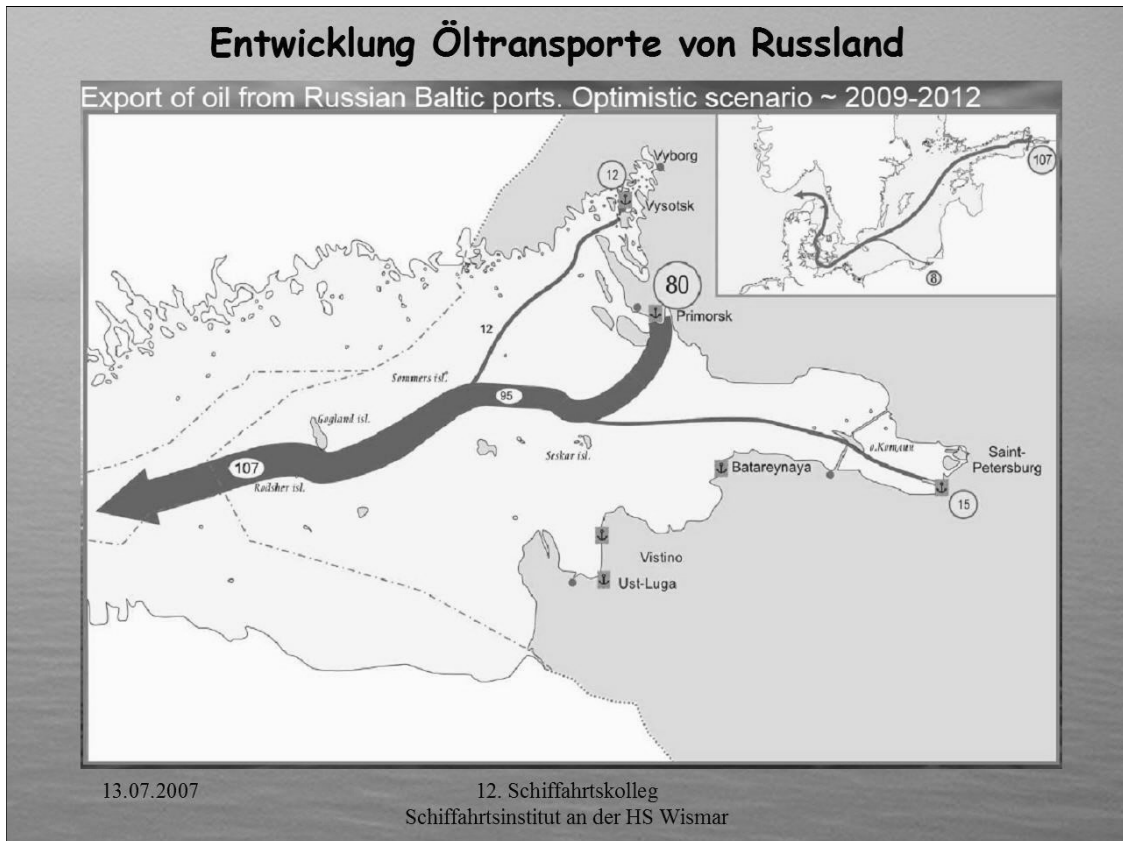 Entwicklung Öltransporte von Russland
Export of oil from Russian Baltic ports. Optimistic scenario ~ 2009-2012
Vyborg
12
Vysotsk
107
8
80
Primorsk
12
Sommers isl.
95
Gogland isl.
107
Rodsher isl.
Seskar isl.
Batareynaya
Saint-
Petersburg
15
Vistino
Ust-Luga
13.07.2007
12. Schiffahrtskolleg
Schiffahrtsinstitut an der HS Wismar